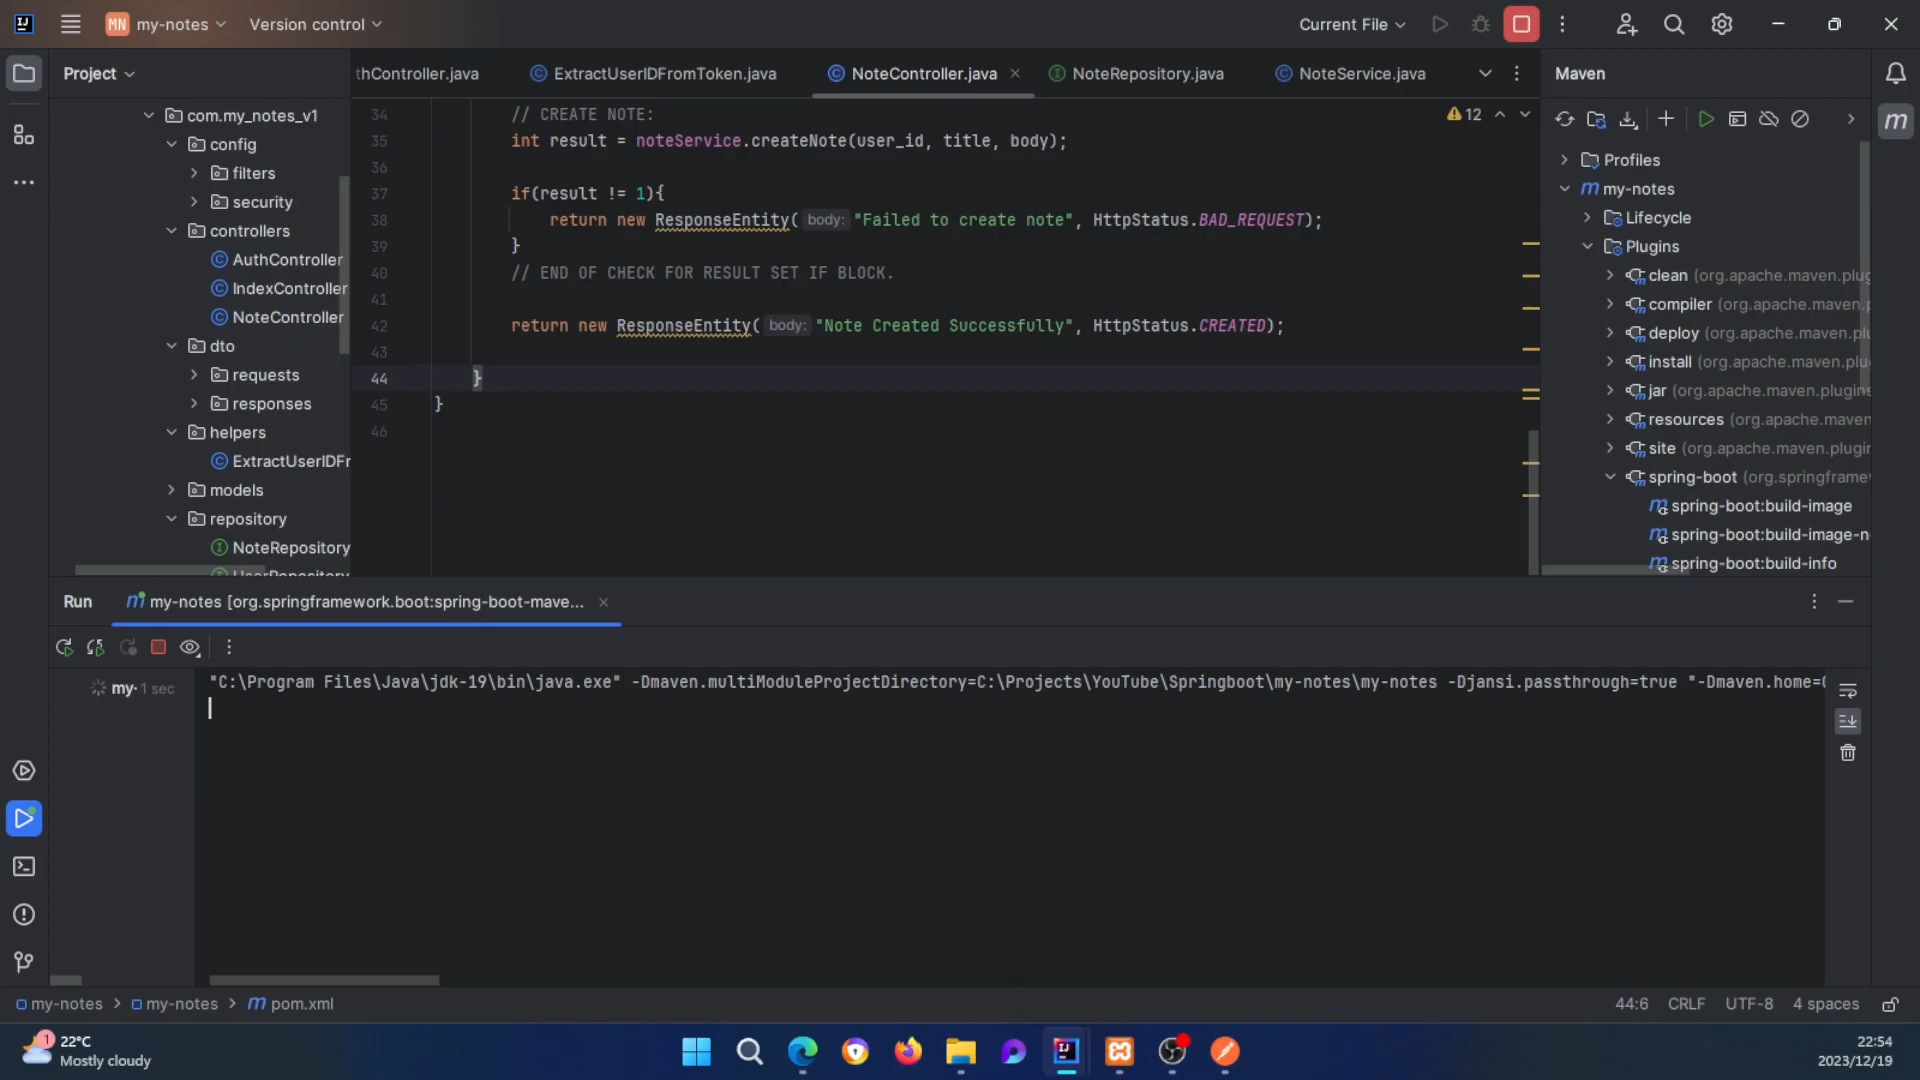 MN my-notes Version control Current File
Project
thController.java ExtractUserIDFromToken.java NoteController.java NoteRepository.java NoteService.java
Maven
com.my_notes_v1
config
filters
security
controllers
AuthController
IndexController
NoteController
dto
requests
responses
helpers
ExtractUserIDFr
models
repository
NoteRepository
UserRepository
12
34 // CREATE NOTE:
35 int result = noteService.createNote(user_id, title, body);
36
37 if(result != 1){
38 return new ResponseEntity( body: "Failed to create note", HttpStatus.BAD_REQUEST);
39 }
40 // END OF CHECK FOR RESULT SET IF BLOCK.
41
42 return new ResponseEntity( body: "Note Created Successfully", HttpStatus.CREATED);
43
44 }
45 }
46
Profiles
m my-notes
Lifecycle
Plugins
clean (org.apache.maven.plug
compiler (org.apache.maven.p
deploy (org.apache.maven.plu
install (org.apache.maven.plu
jar (org.apache.maven.plugins
resources (org.apache.maven
site (org.apache.maven.plugin
spring-boot (org.springframe
spring-boot:build-image
spring-boot:build-image-n
spring-boot:build-info
Run m my-notes [org.springframework.boot:spring-boot-mave...
my- 1 sec
"C:\Program Files\Java\jdk-19\bin\java.exe" -Dmaven.multiModuleProjectDirectory=C:\Projects\YouTube\Springboot\my-notes\my-notes -Djansi.passthrough=true "-Dmaven.home=C
my-notes > my-notes > m pom.xml
44:6 CRLF UTF-8 4 spaces
1
22°C
Mostly cloudy
22:54
2023/12/19